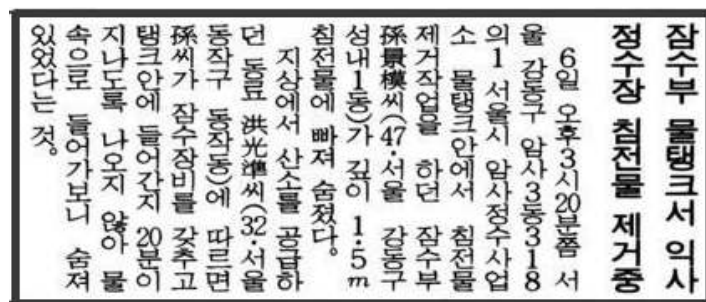 잠수부 물탱크서 익사
정수장 침전물 제거중
6일 오후3시20분쯤 서
울 강동구 암사3동318
의1 서울시 암사정수사업
소 물탱크안에서 침전물
제거작업을 하던 잠수부
孫景模씨(47·서울 강동구
성내1동)가 깊이 1·5m
침전물에 빠져 숨졌다.
지상에서 산소를 공급하
던 동료 洪光準씨(32·서울
동작구 동작동)에 따르면
孫씨가 잠수장비를 갖추고
탱크안에 들어간지 20분이
지나도록 나오지 않아 물
속으로 들어가보니 숨져
있었다는 것。